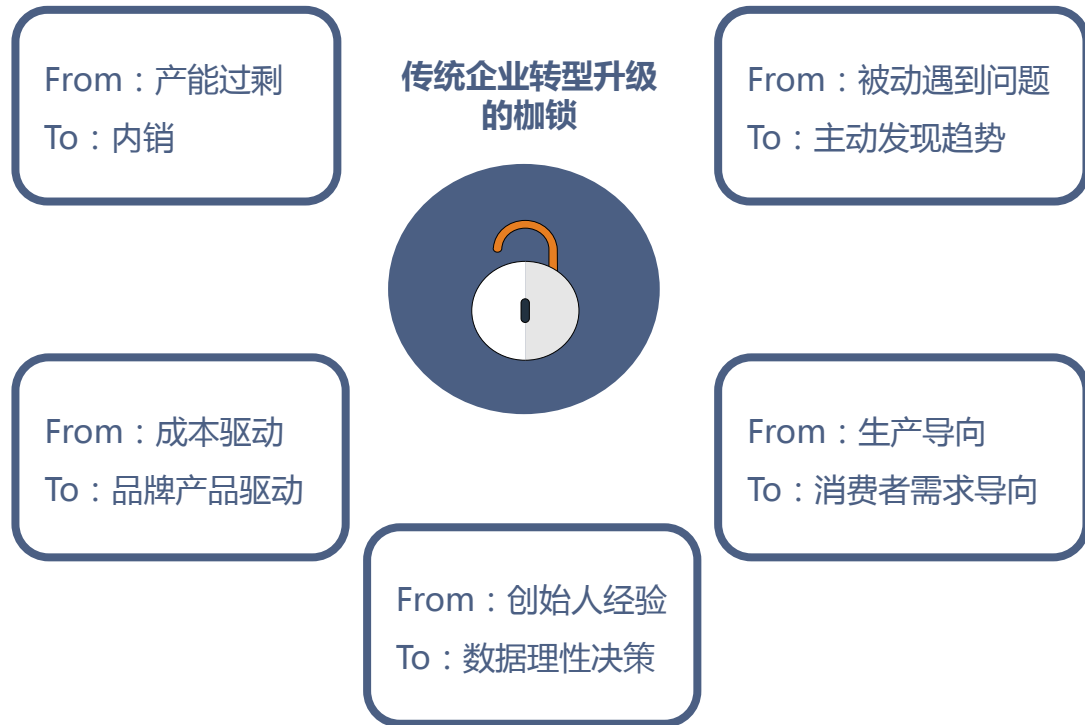 传统企业转型升级
的枷锁
From：产能过剩
To：内销
From：被动遇到问题
To：主动发现趋势
From：成本驱动
To：品牌产品驱动
From：生产导向
To：消费者需求导向
From：创始人经验
To：数据理性决策